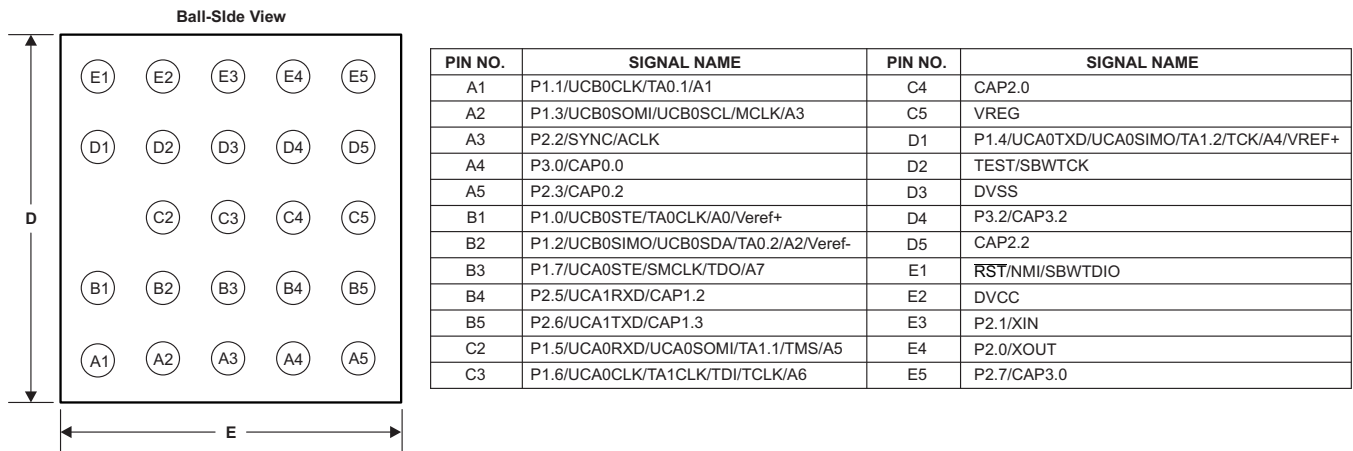 Ball-SIde View
E1 E2 E3 E4 E5
D1 D2 D3 D4 D5
D
C2 C3 C4 C5
B1 B2 B3 B4 B5
A1 A2 A3 A4 A5
E
PIN NO. SIGNAL NAME PIN NO. SIGNAL NAME
A1 P1.1/UCB0CLK/TA0.1/A1 C4 CAP2.0
A2 P1.3/UCB0SOMI/UCB0SCL/MCLK/A3 C5 VREG
A3 P2.2/SYNC/ACLK D1 P1.4/UCA0TXD/UCA0SIMO/TA1.2/TCK/A4/VREF+
A4 P3.0/CAP0.0 D2 TEST/SBWTCK
A5 P2.3/CAP0.2 D3 DVSS
B1 P1.0/UCB0STE/TA0CLK/A0/Veref+ D4 P3.2/CAP3.2
B2 P1.2/UCB0SIMO/UCB0SDA/TA0.2/A2/Veref- D5 CAP2.2
B3 P1.7/UCA0STE/SMCLK/TDO/A7 E1 RST/NMI/SBWTDIO
B4 P2.5/UCA1RXD/CAP1.2 E2 DVCC
B5 P2.6/UCA1TXD/CAP1.3 E3 P2.1/XIN
C2 P1.5/UCA0RXD/UCA0SOMI/TA1.1/TMS/A5 E4 P2.0/XOUT
C3 P1.6/UCA0CLK/TA1CLK/TDI/TCLK/A6 E5 P2.7/CAP3.0